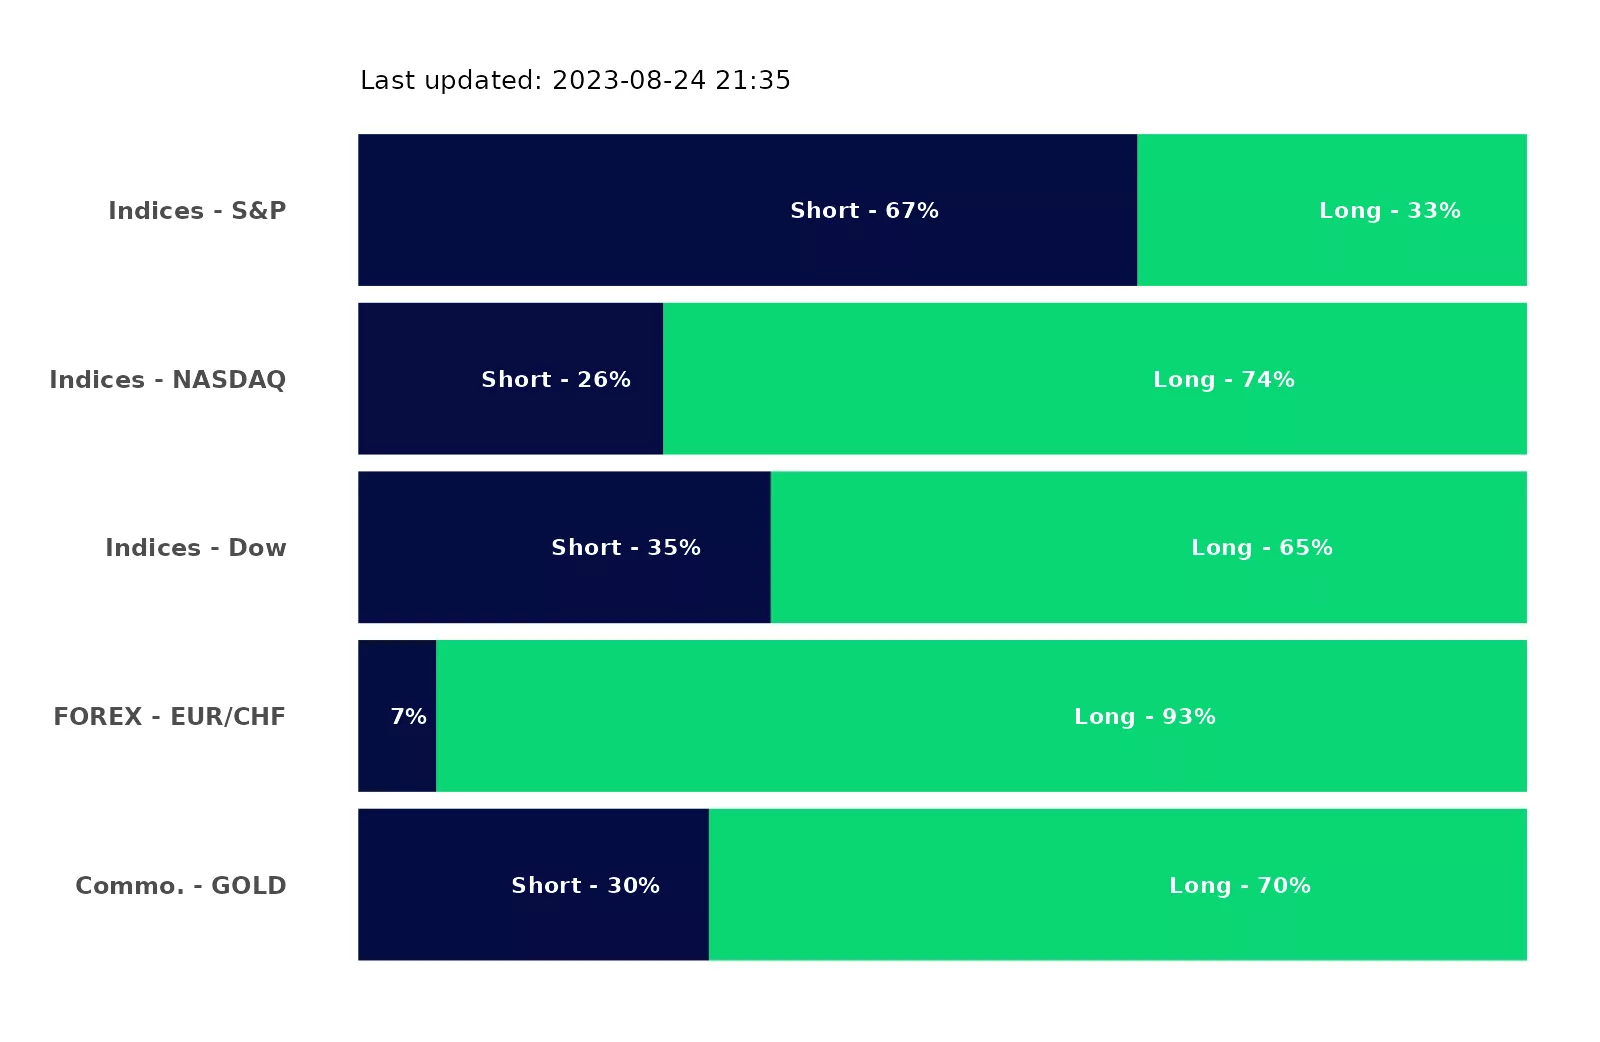 Last updated: 2023-08-24 21:35
Indices - S&P Short - 67% Long - 33%
Indices - NASDAQ Short - 26% Long - 74%
Indices - Dow Short - 35% Long - 65%
FOREX - EUR/CHF 7% Long - 93%
Commo. - GOLD Short - 30% Long - 70%